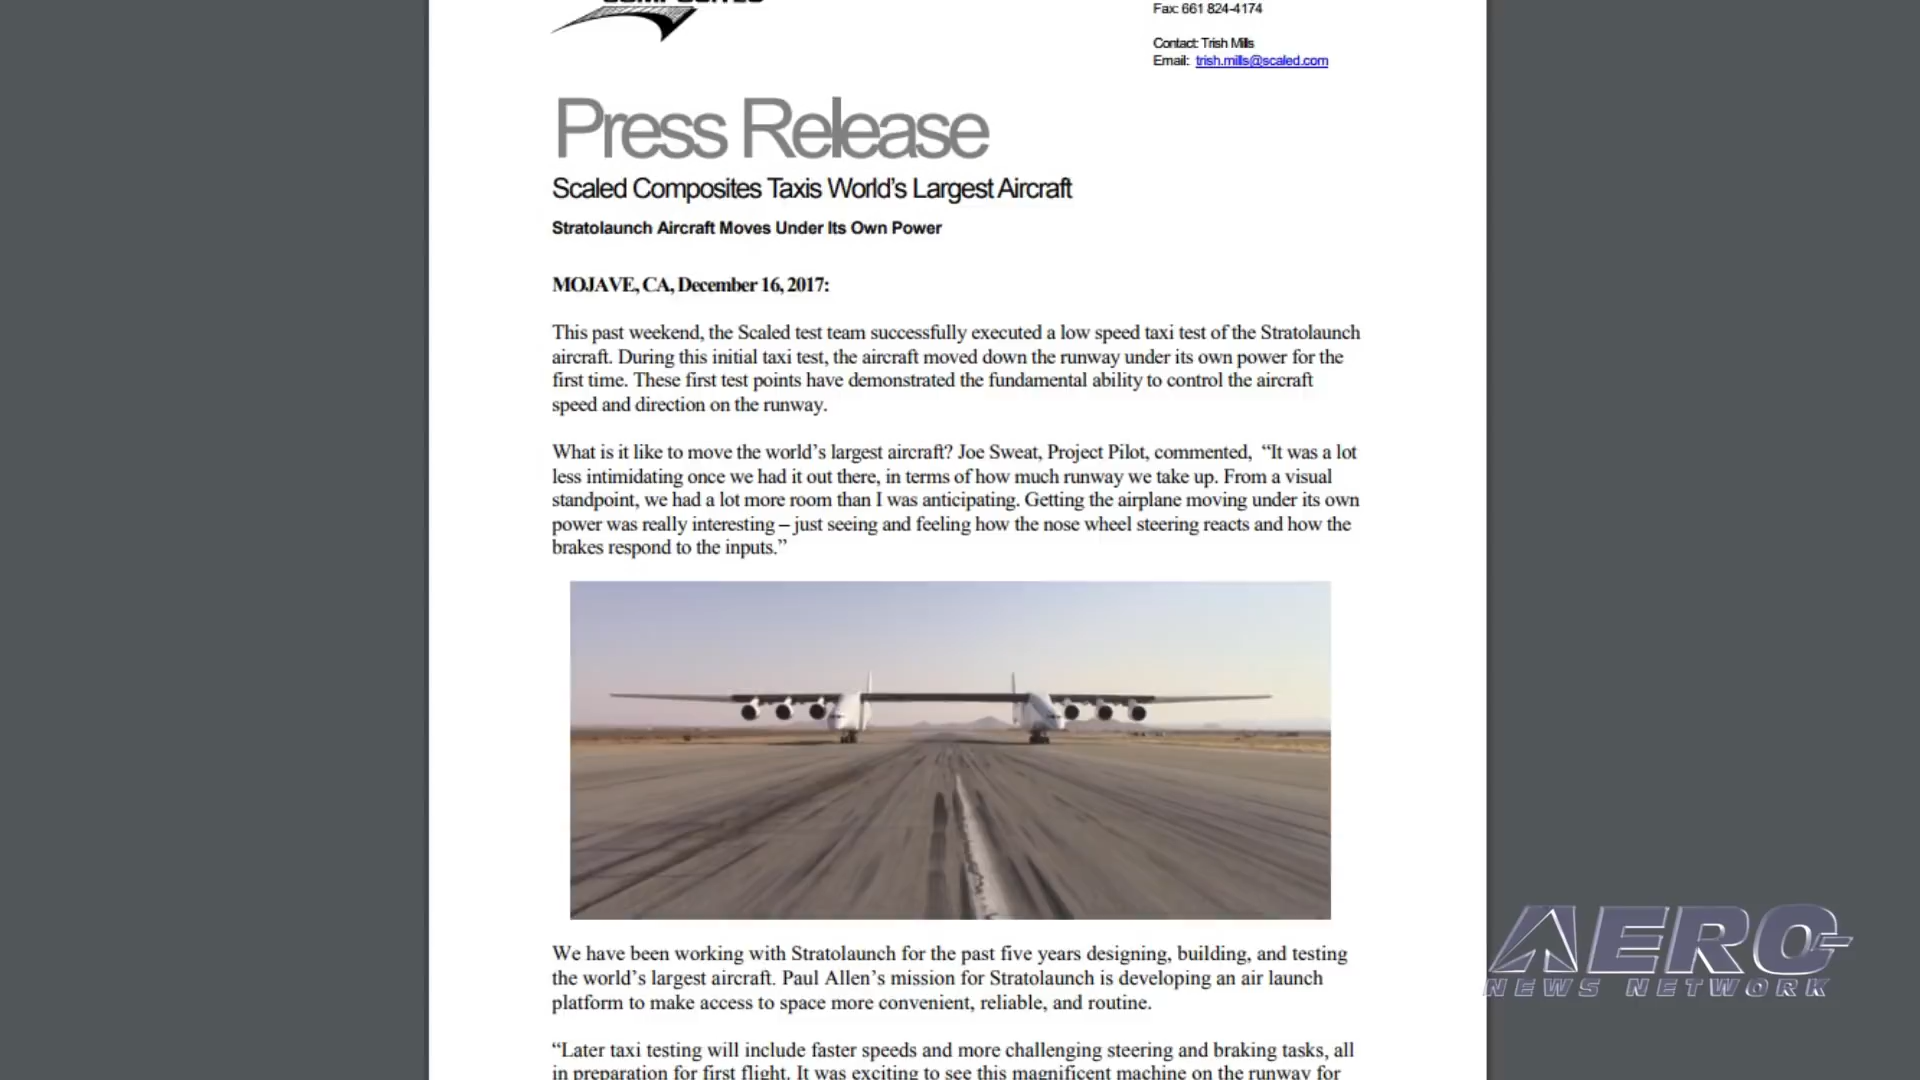 COMPOSITES
Fax: 661 824-4174
Contact: Trish Mills
Email: trish.mills@scaled.com
Press Release
Scaled Composites Taxis World’s Largest Aircraft
Stratolaunch Aircraft Moves Under Its Own Power
MOJAVE, CA, December 16, 2017:
This past weekend, the Scaled test team successfully executed a low speed taxi test of the Stratolaunch
aircraft. During this initial taxi test, the aircraft moved down the runway under its own power for the
first time. These first test points have demonstrated the fundamental ability to control the aircraft
speed and direction on the runway.
What is it like to move the world’s largest aircraft? Joe Sweat, Project Pilot, commented, “It was a lot
less intimidating once we had it out there, in terms of how much runway we take up. From a visual
standpoint, we had a lot more room than I was anticipating. Getting the airplane moving under its own
power was really interesting – just seeing and feeling how the nose wheel steering reacts and how the
brakes respond to the inputs.”
We have been working with Stratolaunch for the past five years designing, building, and testing
the world’s largest aircraft. Paul Allen’s mission for Stratolaunch is developing an air launch
platform to make access to space more convenient, reliable, and routine.
“Later taxi testing will include faster speeds and more challenging steering and braking tasks, all
in preparation for first flight. It was exciting to see this magnificent machine on the runway for
AERO-
NEWS NETWORK